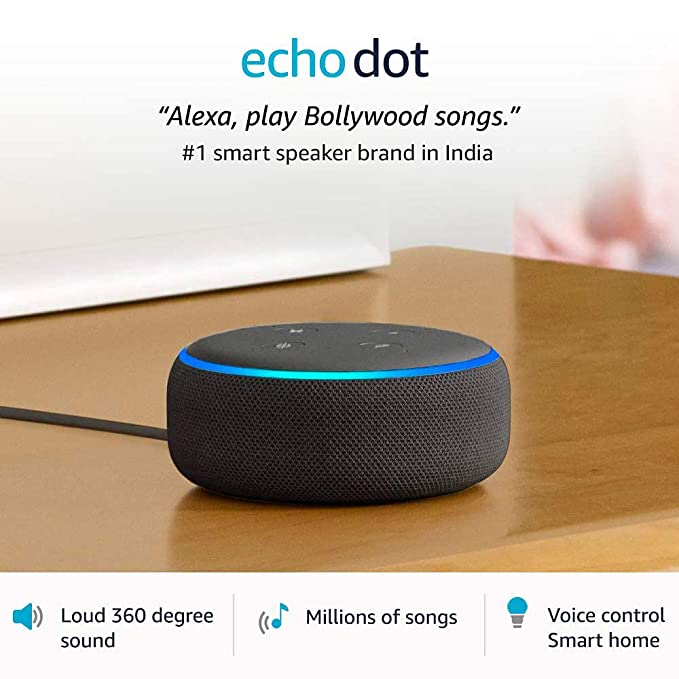 echo dot
“Alexa, play Bollywood songs.”
#1 smart speaker brand in India
Loud 360 degree
sound
Millions of songs
Voice control
Smart home